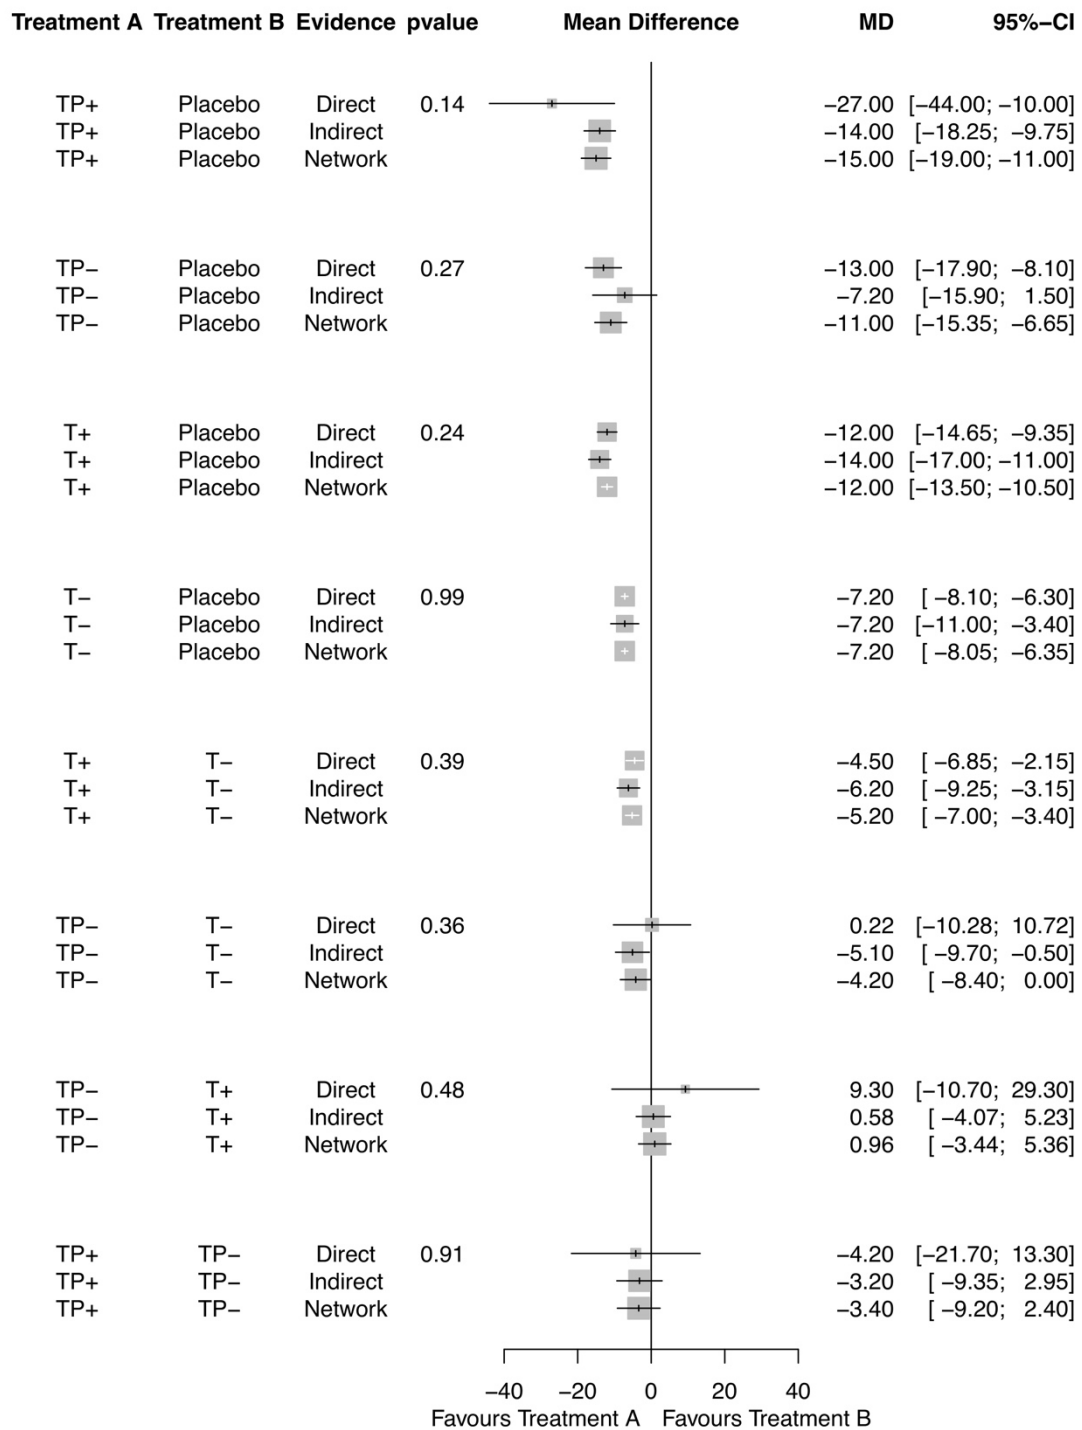 Treatment A Treatment B Evidence pvalue Mean Difference MD 95%−CI
TP+ Placebo Direct 0.14 −27.00 [−44.00; −10.00]
TP+ Placebo Indirect −14.00 [−18.25; −9.75]
TP+ Placebo Network −15.00 [−19.00; −11.00]
TP− Placebo Direct 0.27 −13.00 [−17.90; −8.10]
TP− Placebo Indirect −7.20 [−15.90; 1.50]
TP− Placebo Network −11.00 [−15.35; −6.65]
T+ Placebo Direct 0.24 −12.00 [−14.65; −9.35]
T+ Placebo Indirect −14.00 [−17.00; −11.00]
T+ Placebo Network −12.00 [−13.50; −10.50]
T− Placebo Direct 0.99 −7.20 [ −8.10; −6.30]
T− Placebo Indirect −7.20 [−11.00; −3.40]
T− Placebo Network −7.20 [ −8.05; −6.35]
T+ T− Direct 0.39 −4.50 [ −6.85; −2.15]
T+ T− Indirect −6.20 [ −9.25; −3.15]
T+ T− Network −5.20 [ −7.00; −3.40]
TP− T− Direct 0.36 0.22 [−10.28; 10.72]
TP− T− Indirect −5.10 [ −9.70; −0.50]
TP− T− Network −4.20 [ −8.40; 0.00]
TP− T+ Direct 0.48 9.30 [−10.70; 29.30]
TP− T+ Indirect 0.58 [ −4.07; 5.23]
TP− T+ Network 0.96 [ −3.44; 5.36]
TP+ TP− Direct 0.91 −4.20 [−21.70; 13.30]
TP+ TP− Indirect −3.20 [ −9.35; 2.95]
TP+ TP− Network −3.40 [ −9.20; 2.40]
−40 −20 0 20 40
Favours Treatment A Favours Treatment B